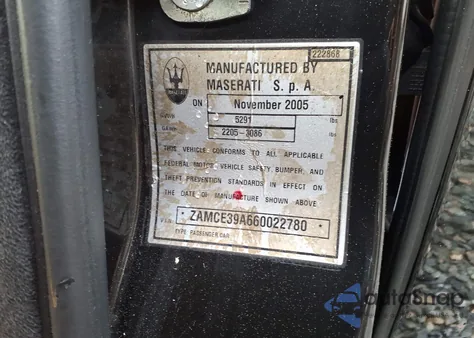 222868
MASERATI
MANUFACTURED BY
MASERATI S.p.A
ON November 2005
GVWR 5291 lbs
GAWR 2205-3086 lbs
THIS VEHICLE CONFORMS TO ALL APPLICABLE
FEDERAL MOTOR VEHICLE SAFETY, BUMPER, AND
THEFT PREVENTION STANDARDS IN EFFECT ON
THE DATE OF MANUFACTURE SHOWN ABOVE
V.I.N. ZAMCE39A660022780
TYPE PASSENGER CAR
autoSnap